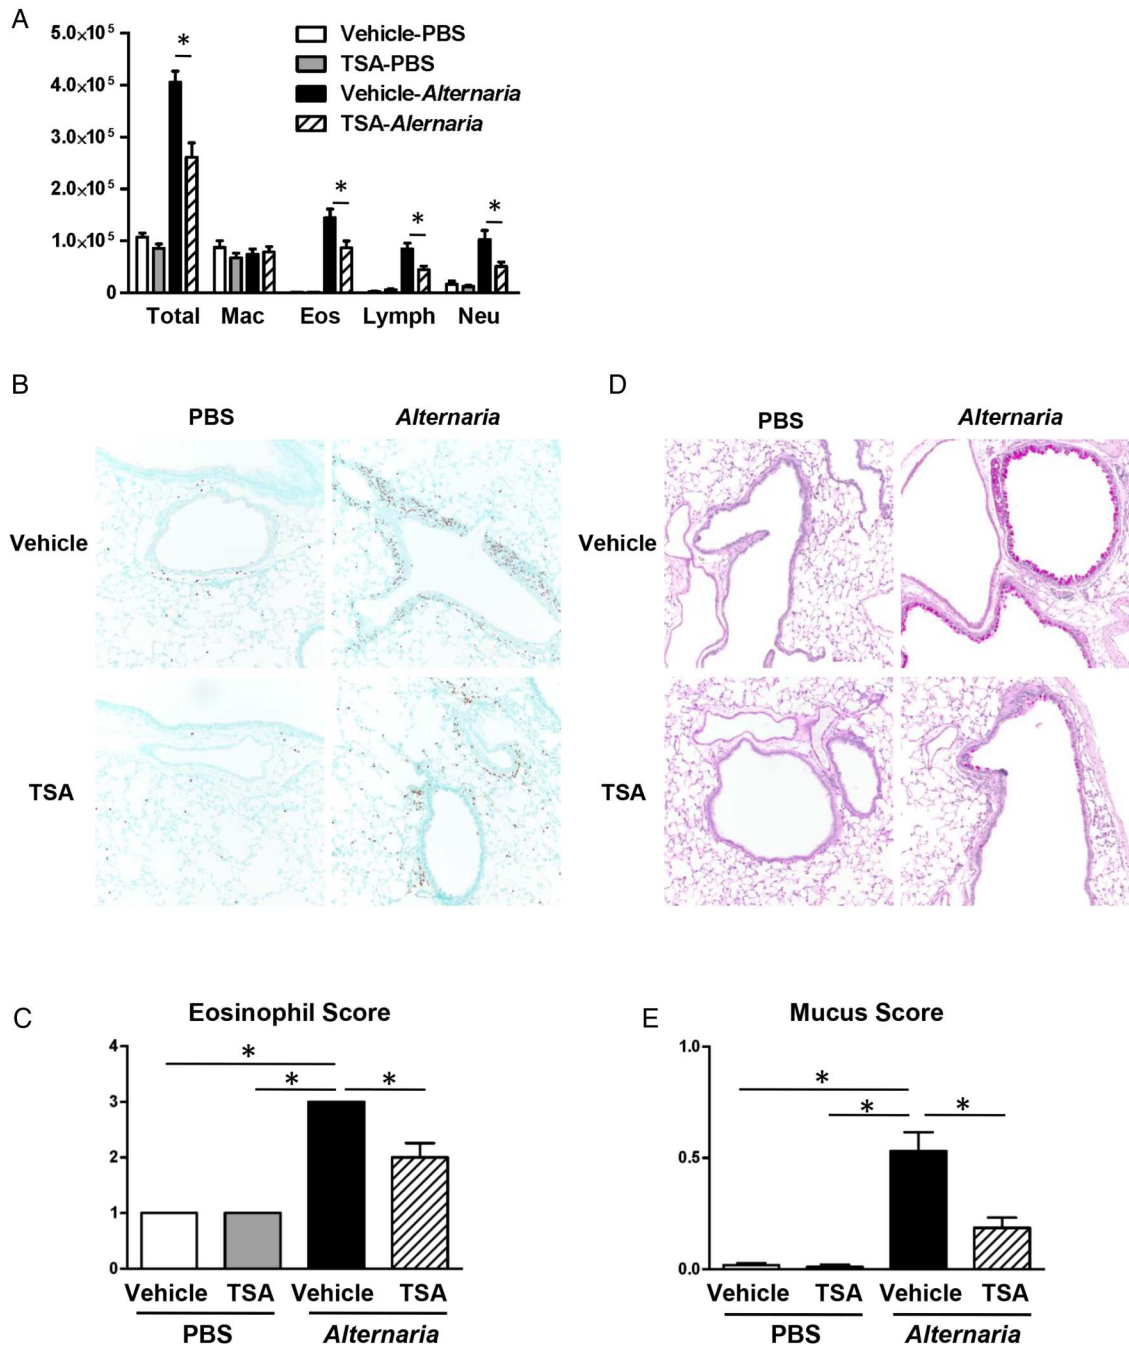 A
5.0×10⁵
4.0×10⁵
3.0×10⁵
2.0×10⁵
1.0×10⁵
0
*
*
*
*
Vehicle-PBS
TSA-PBS
Vehicle-Alternaria
TSA-Alernaria
Total Mac Eos Lymph Neu
B
PBS Alternaria
Vehicle
TSA
D
PBS Alternaria
Vehicle
TSA
C
Eosinophil Score
4
3
2
1
0
*
* *
Vehicle TSA Vehicle TSA
PBS Alternaria
E
Mucus Score
1.0
0.5
0.0
*
* *
Vehicle TSA Vehicle TSA
PBS Alternaria